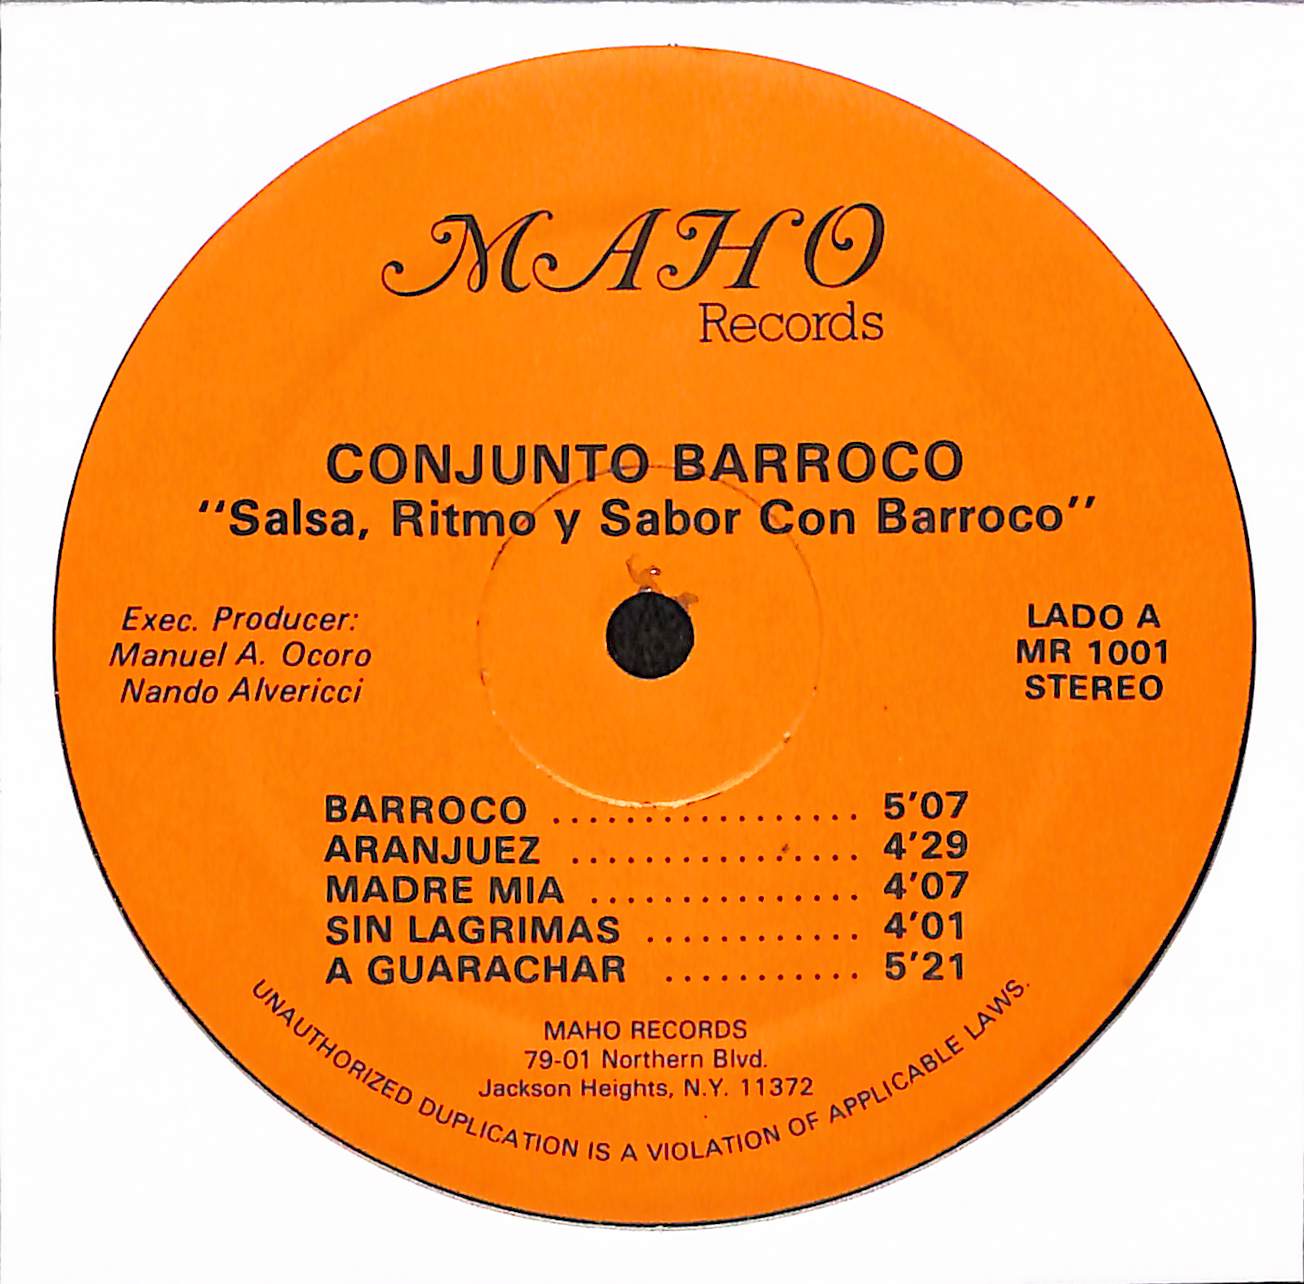 MAHO
Records
CONJUNTO BARROCO
"Salsa, Ritmo y Sabor Con Barroco"
Exec. Producer:
Manuel A. Ocoro
Nando Alvericci
LADO A
MR 1001
STEREO
BARROCO ................. 5'07
ARANJUEZ ................ 4'29
MADRE MIA ............... 4'07
SIN LAGRIMAS ............ 4'01
A GUARACHAR ........... 5'21
MAHO RECORDS
79-01 Northern Blvd.
Jackson Heights, N.Y. 11372
UNAUTHORIZED DUPLICATION IS A VIOLATION OF APPLICABLE LAWS.